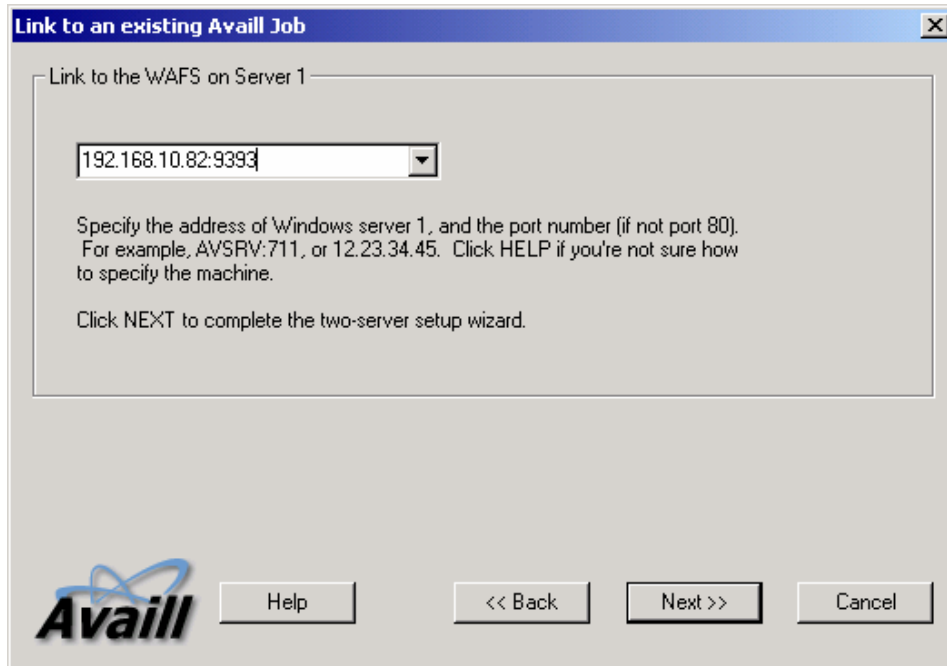 Link to an existing Availl Job
Link to the WAFS on Server 1
192.168.10.82:9393
Specify the address of Windows server 1, and the port number (if not port 80).
For example, AVSRV:711, or 12.23.34.45. Click HELP if you're not sure how
to specify the machine.
Click NEXT to complete the two-server setup wizard.
Availl
Help
<< Back
Next >>
Cancel